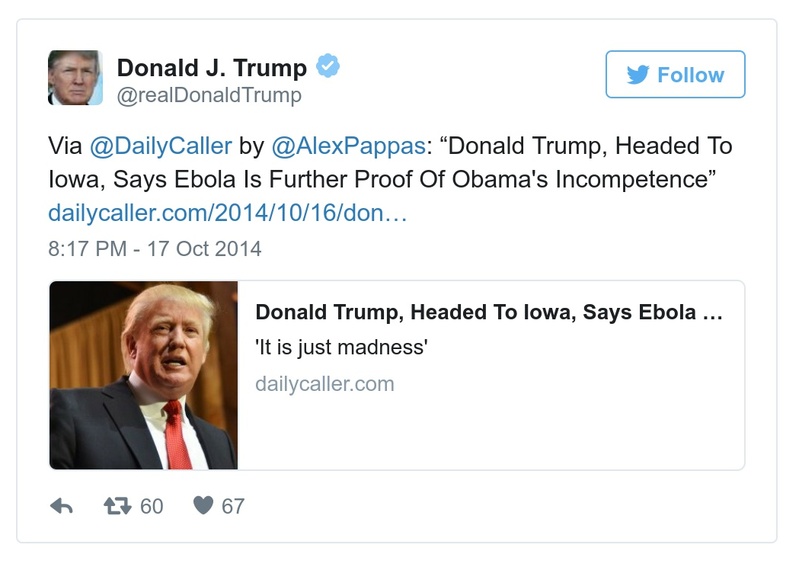 Donald J. Trump
@realDonaldTrump
Follow
Via @DailyCaller by @AlexPappas: “Donald Trump, Headed To
Iowa, Says Ebola Is Further Proof Of Obama's Incompetence”
dailycaller.com/2014/10/16/don…
8:17 PM - 17 Oct 2014
Donald Trump, Headed To Iowa, Says Ebola ...
'It is just madness'
dailycaller.com
60 67